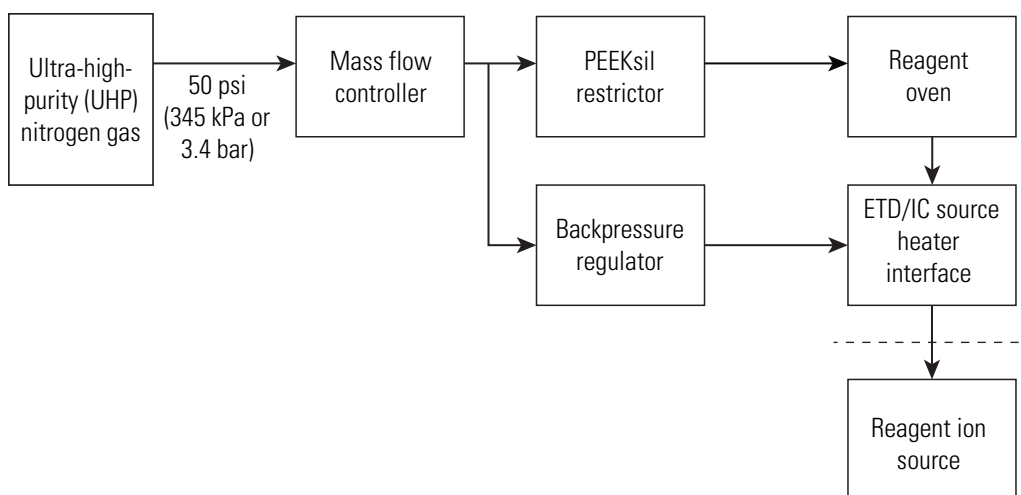 Ultra-high-
purity (UHP)
nitrogen gas
50 psi
(345 kPa or
3.4 bar)
Mass flow
controller
PEEKsil
restrictor
Reagent
oven
Backpressure
regulator
ETD/IC source
heater
interface
Reagent ion
source